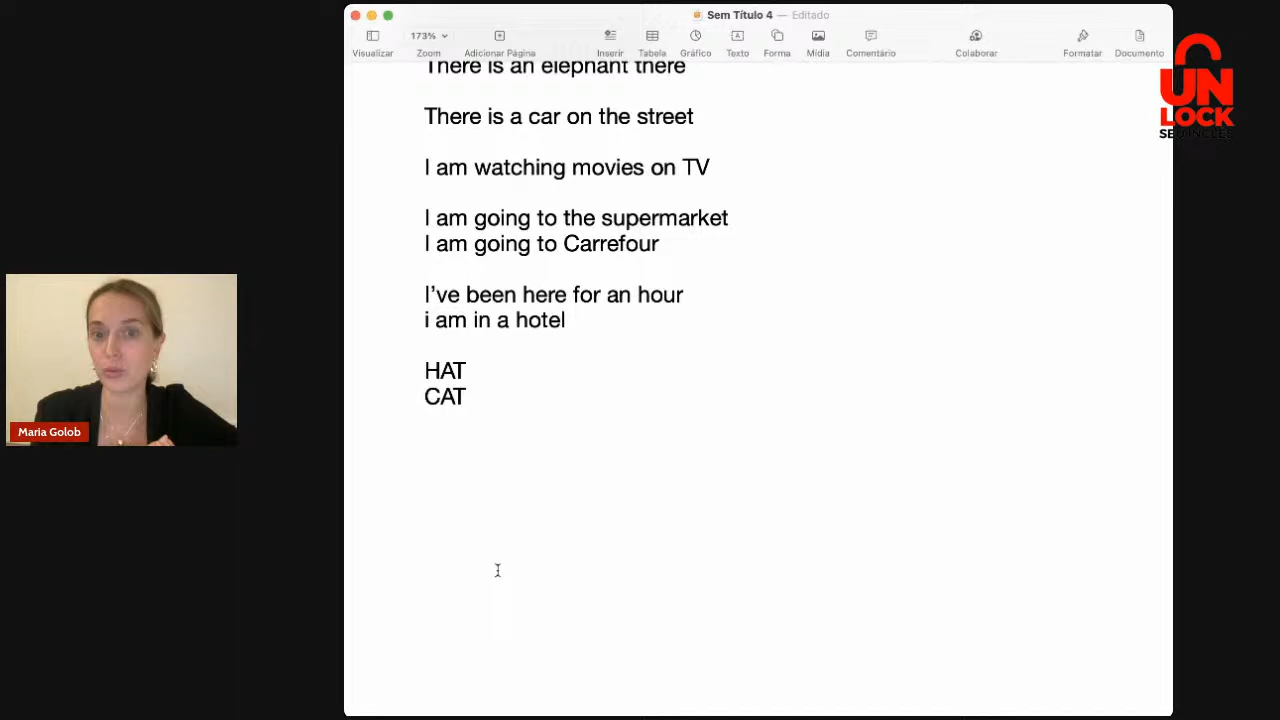 Sem Título 4 — Editado
173%
Visualizar Zoom Adicionar Página Inserir Tabela Gráfico Texto Forma Mídia Comentário Colaborar Formatar Documento
There is an elephant there
There is a car on the street
I am watching movies on TV
I am going to the supermarket
I am going to Carrefour
I’ve been here for an hour
i am in a hotel
HAT
CAT
Maria Golob
UN
LOCK
SEU INGLÊS